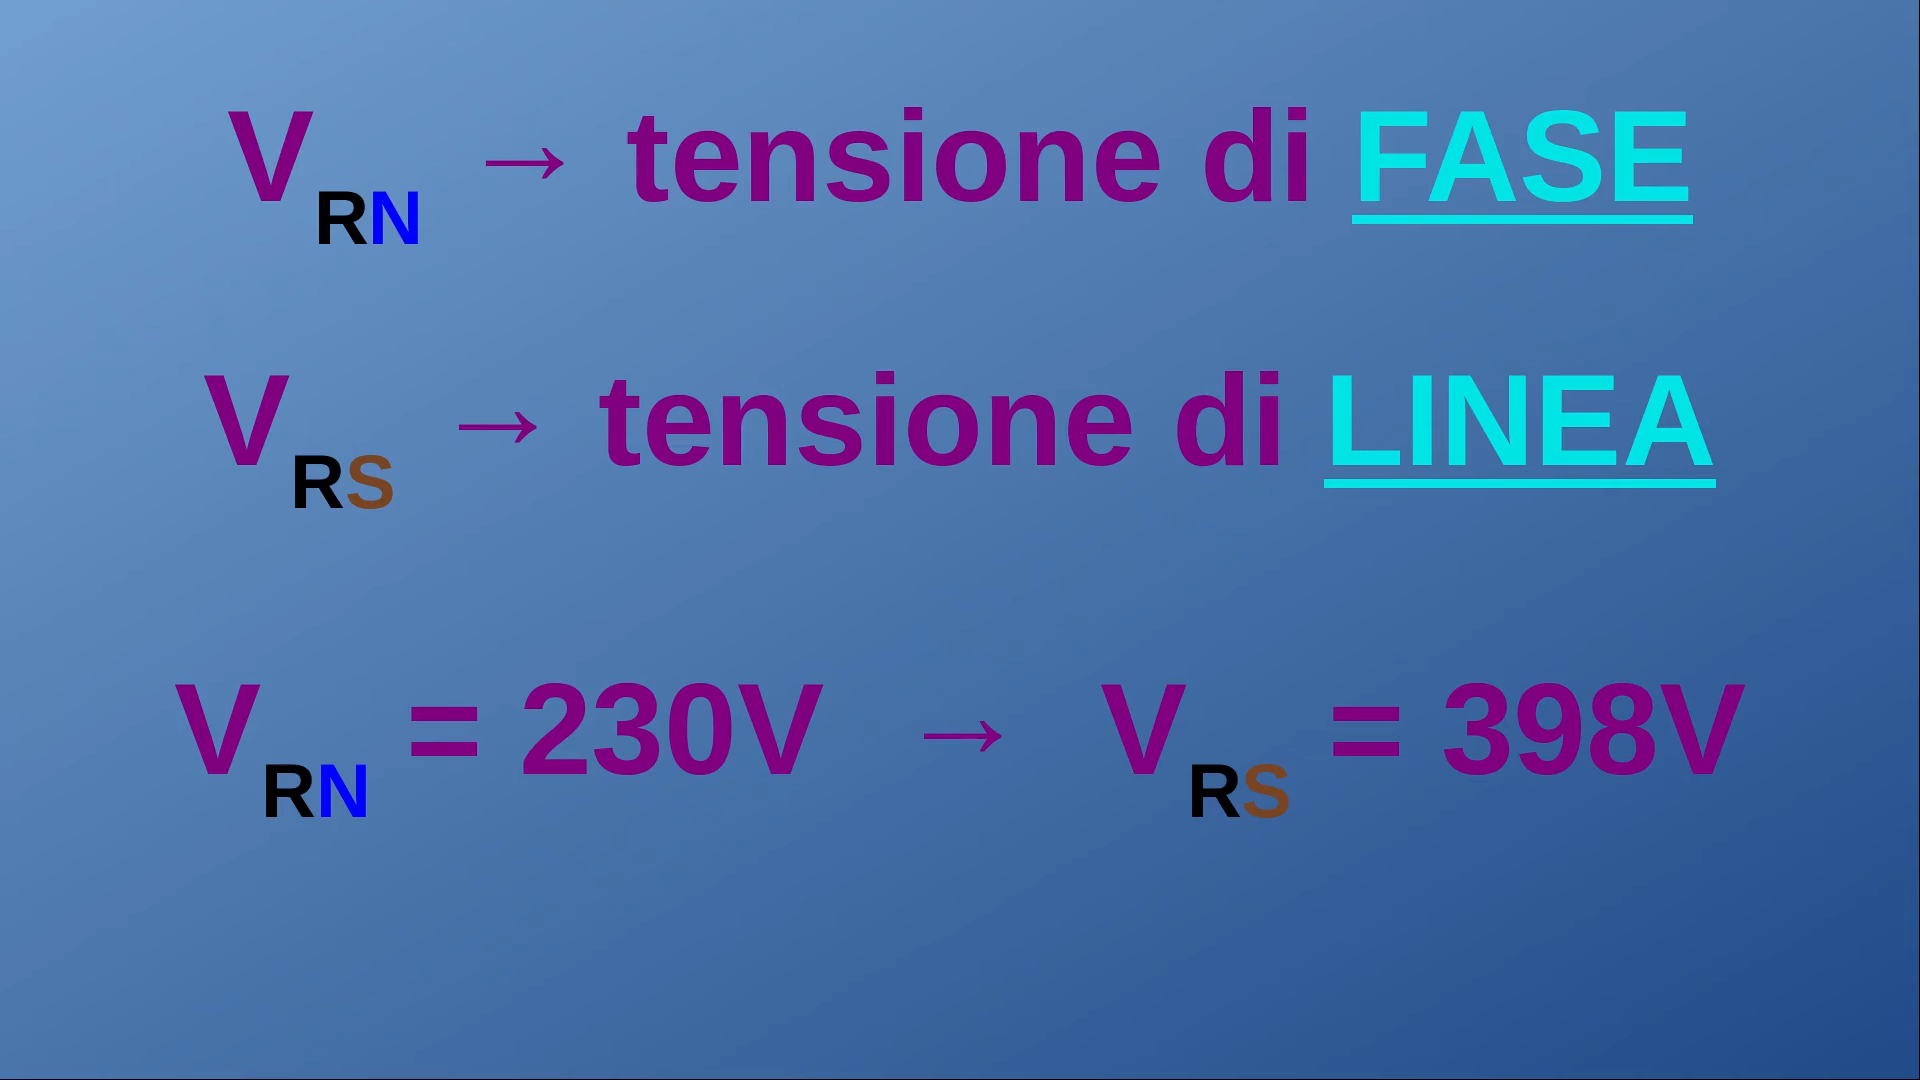 VRN → tensione di FASE
VRS → tensione di LINEA
VRN = 230V → VRS = 398V